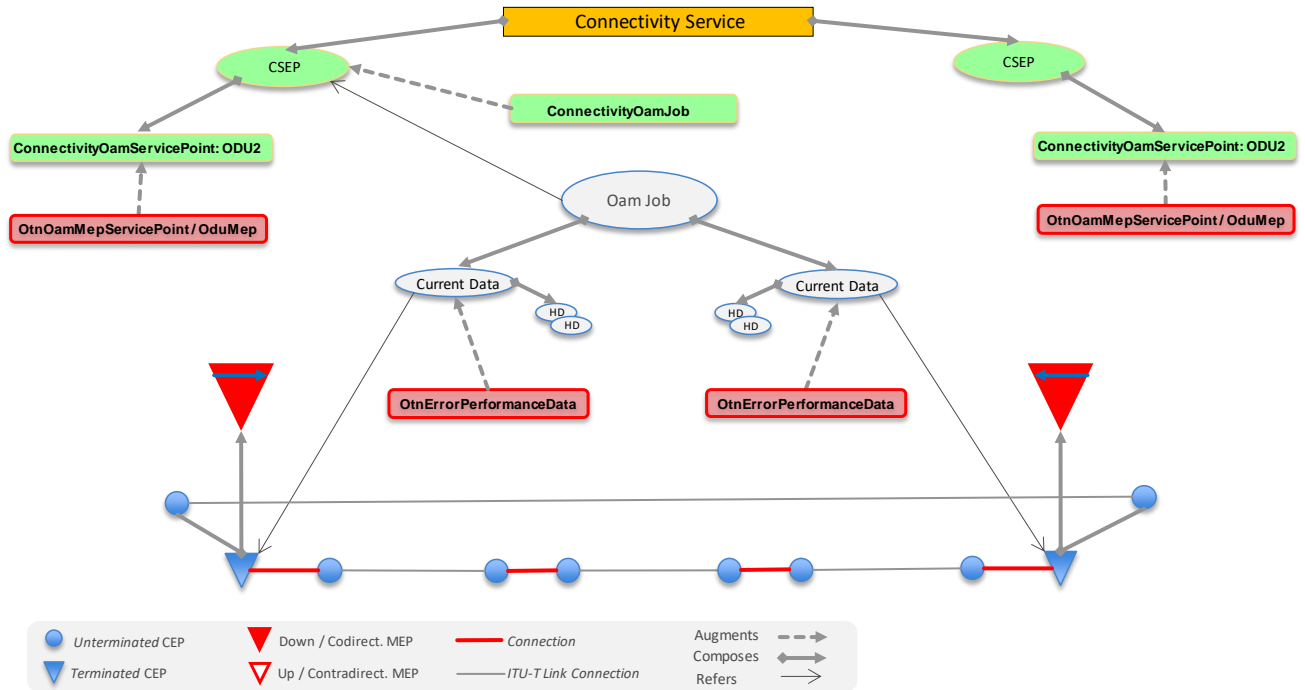 Connectivity Service
CSEP
CSEP
ConnectivityOamJob
ConnectivityOamServicePoint: ODU2
ConnectivityOamServicePoint: ODU2
Oam Job
OtnOamMepServicePoint / OduMep
OtnOamMepServicePoint / OduMep
Current Data
Current Data
HD
HD
HD
HD
OtnErrorPerformanceData
OtnErrorPerformanceData
Unterminated CEP
Down / Codirect. MEP
Connection
Augments
Composes
Terminated CEP
Up / Contradirect. MEP
ITU-T Link Connection
Refers